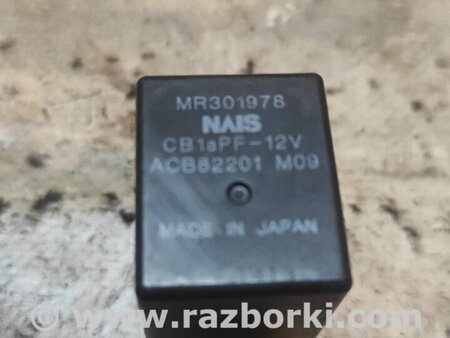 MR301978
NAIS
CB1aPF-12V
ACB82201 M09
MADE IN JAPAN
© www.razborki.com